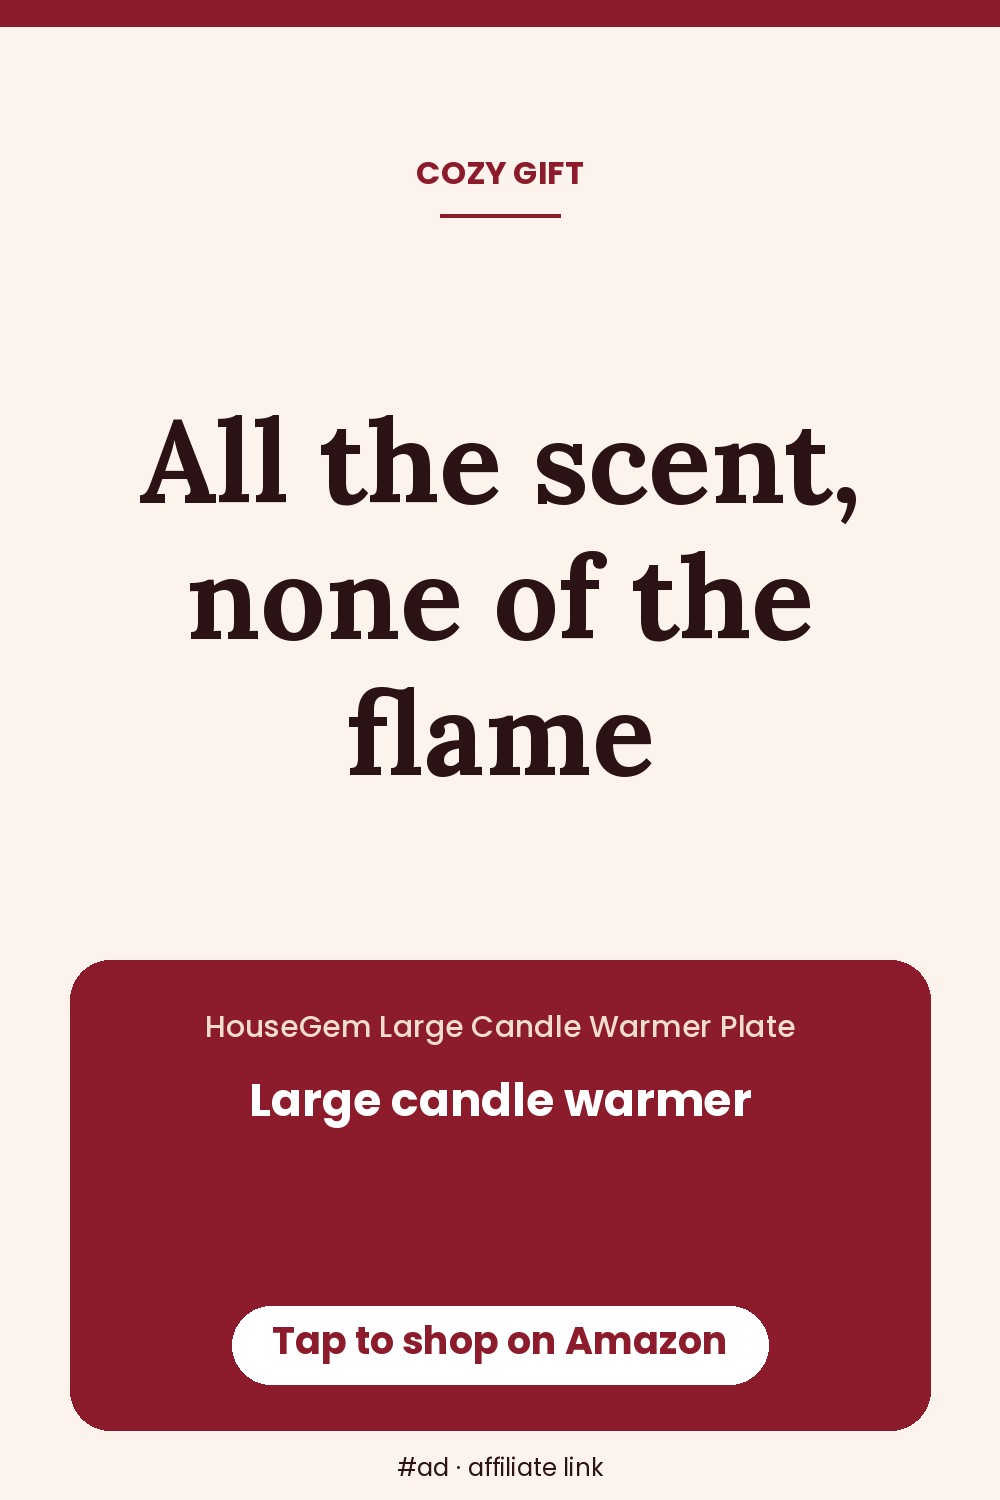 COZY GIFT
All the scent,
none of the
flame
HouseGem Large Candle Warmer Plate
Large candle warmer
Tap to shop on Amazon
#ad · affiliate link